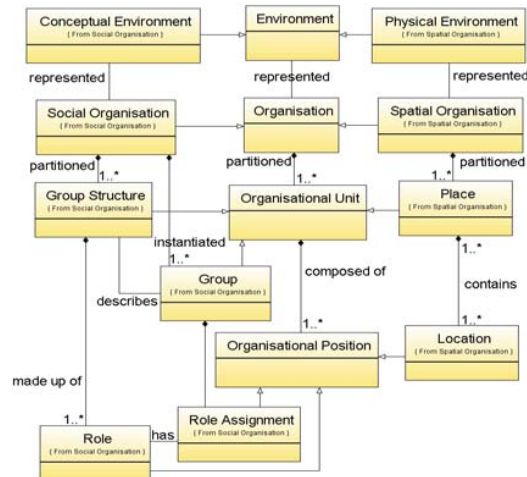 Conceptual Environment
( From Social Organisation )
Environment
Physical Environment
( From Spatial Organisation )
represented
represented
represented
Social Organisation
( From Social Organisation )
Organisation
Spatial Organisation
( From Spatial Organisation )
partitioned
partitioned
partitioned
1..*
1..*
1..*
Group Structure
( From Social Organisation )
Organisational Unit
Place
( From Spatial Organisation )
instantiated
1..*
1..*
describes
Group
( From Social Organisation )
composed of
contains
1..*
1..*
Organisational Position
Location
( From Spatial Organisation )
made up of
1..*
Role
( From Social Organisation )
has
Role Assignment
( From Social Organisation )